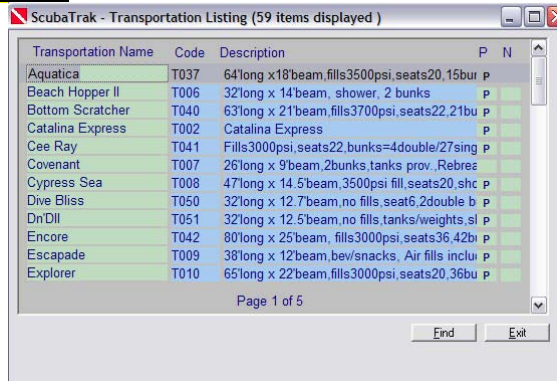 ScubaTrak - Transportation Listing (59 items displayed )
Transportation Name Code Description P N
Aquatica T037 64'long x18'beam,fills3500psi,seats20,15bur P
Beach Hopper II T006 32'long x 14'beam, shower, 2 bunks P
Bottom Scratcher T040 63'long x 21'beam,fills3700psi,seats22,21bu P
Catalina Express T002 Catalina Express P
Cee Ray T041 Fills3000psi,seats22,bunks=4double/27sing P
Covenant T007 26'long x 9'beam,2bunks,tanks prov.,Rebrea
Cypress Sea T008 47'long x 14.5'beam,3500psi fill,seats20,shc P
Dive Bliss T050 32'long x 12.7'beam,no fills,seat6,2double b P
Dn'Dll T051 32'long x 12.5'beam,no fills,tanks/weights,sl P
Encore T042 80'long x 25'beam, fills3000psi,seats36,42bu P
Escapade T009 38'long x 12'beam,bev/snacks, Air fills inclu P
Explorer T010 65'long x 22'beam,fills3000psi,seats20,36bu P
Page 1 of 5
Find Exit